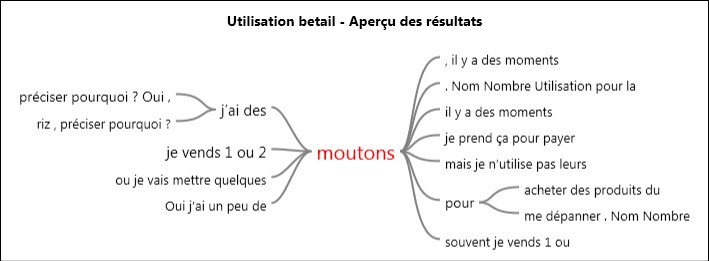 Utilisation betail - Aperçu des résultats
préciser pourquoi ? Oui ,
riz , préciser pourquoi ?
j'ai des
je vends 1 ou 2
ou je vais mettre quelques
Oui j'ai un peu de
moutons
, il y a des moments
. Nom Nombre Utilisation pour la
il y a des moments
je prend ça pour payer
mais je n'utilise pas leurs
pour
acheter des produits du
me dépanner . Nom Nombre
souvent je vends 1 ou